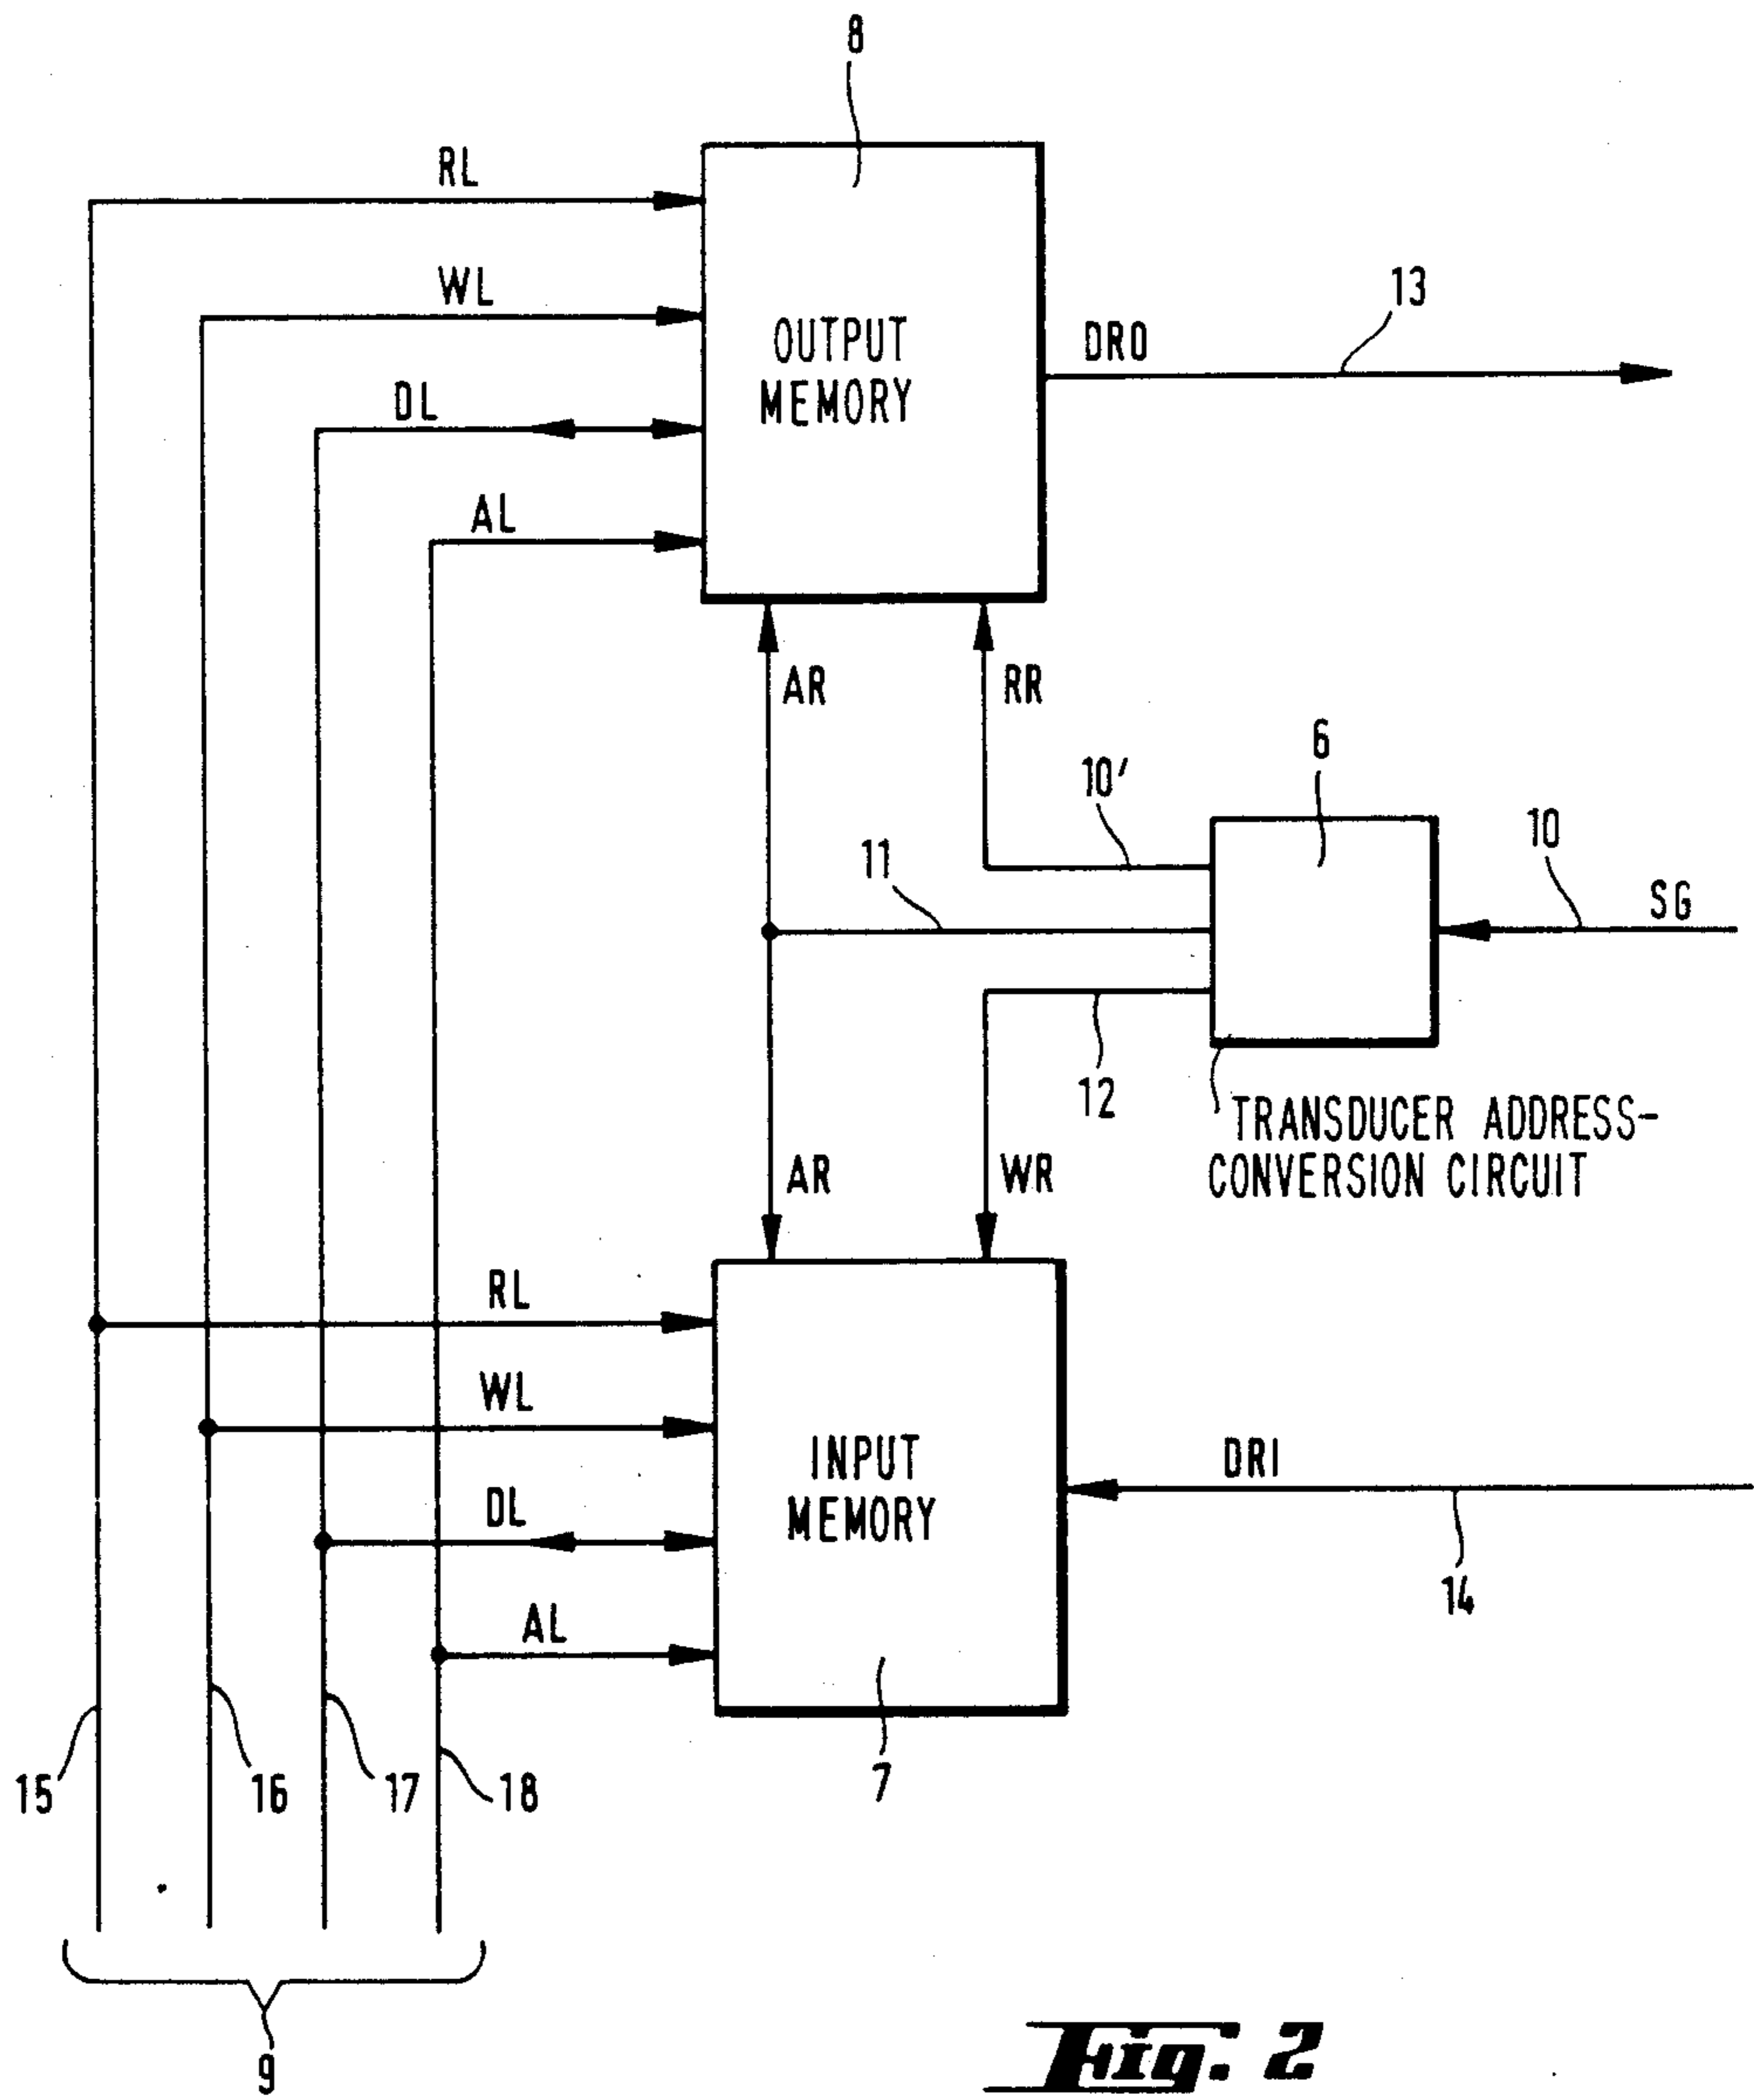 8
RL
WL
13
OUTPUT
MEMORY
DRO
DL
AL
AR
RR
6
10'
10
11
SG
12
TRANSDUCER ADDRESS-
CONVERSION CIRCUIT
AR
WR
RL
WL
INPUT
MEMORY
DRI
DL
14
AL
15
16
17
18
7
9
Fig. 2